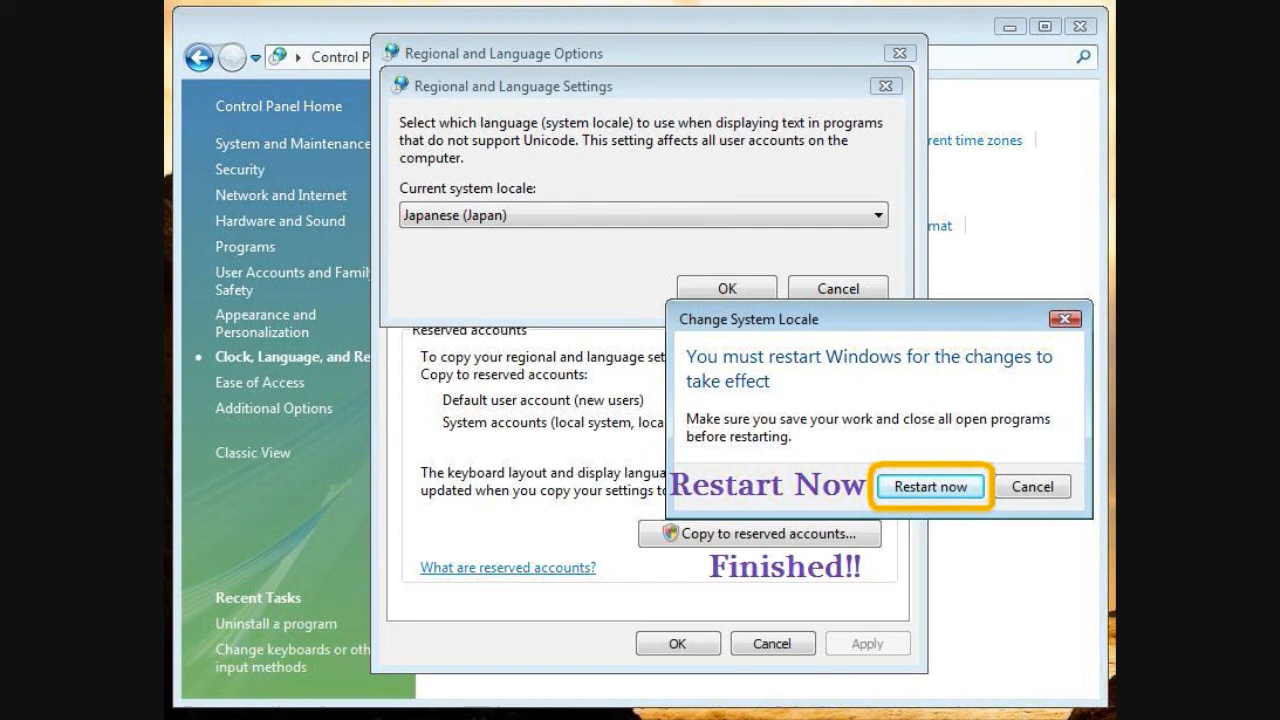 Control P
Regional and Language Options
Regional and Language Settings
Select which language (system locale) to use when displaying text in programs
that do not support Unicode. This setting affects all user accounts on the
computer.
Current system locale:
Japanese (Japan)
OK
Cancel
Control Panel Home
System and Maintenance
Security
Network and Internet
Hardware and Sound
Programs
User Accounts and Family
Safety
Appearance and
Personalization
Clock, Language, and Re
Ease of Access
Additional Options
Classic View
Recent Tasks
Uninstall a program
Change keyboards or oth
input methods
rent time zones
mat
Reserved accounts
To copy your regional and language set
Copy to reserved accounts:
Default user account (new users)
System accounts (local system, loca
The keyboard layout and display langua
updated when you copy your settings to
Copy to reserved accounts...
What are reserved accounts?
OK
Cancel
Apply
Change System Locale
You must restart Windows for the changes to
take effect
Make sure you save your work and close all open programs
before restarting.
Restart Now
Restart now
Cancel
Finished!!